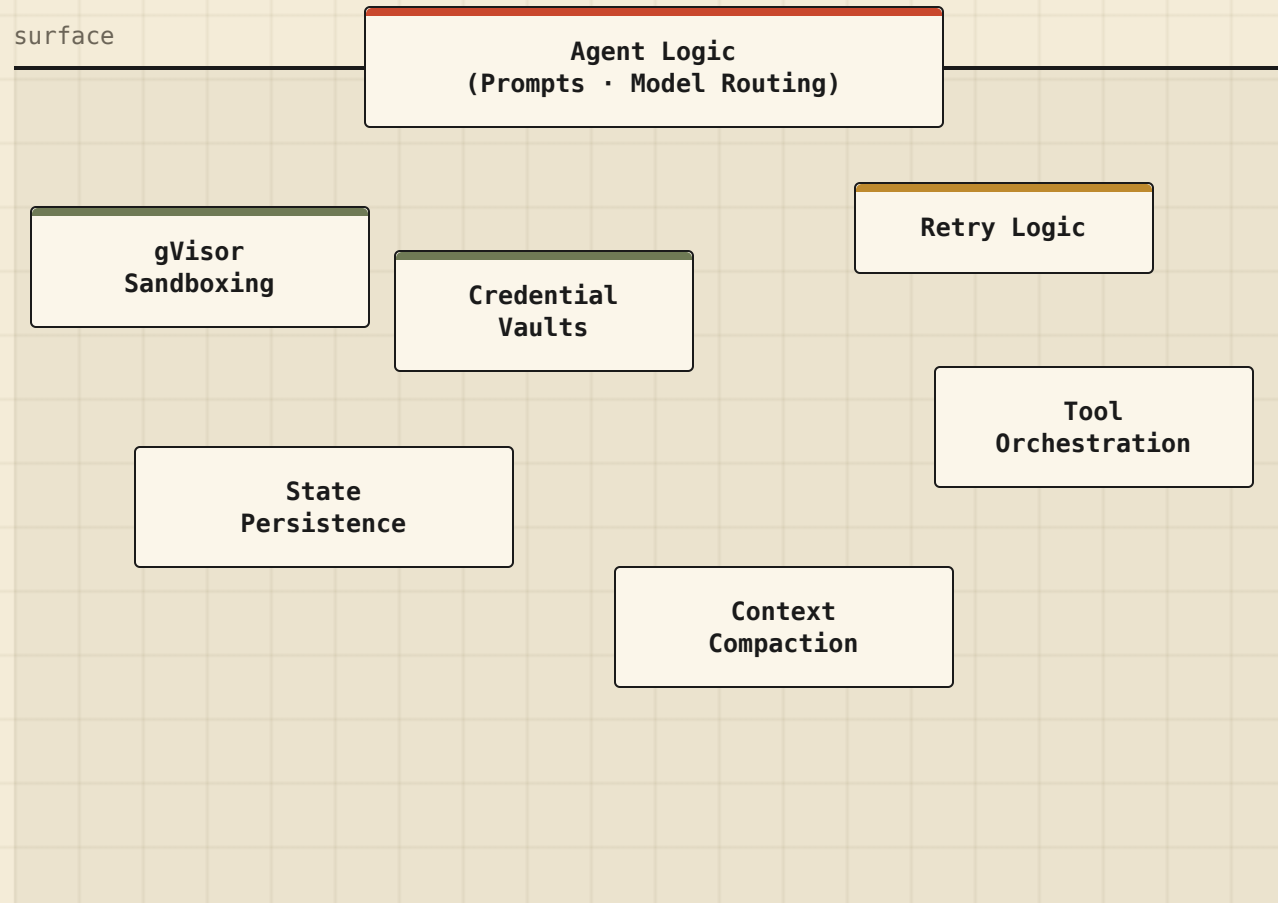 surface
Agent Logic
(Prompts · Model Routing)
gVisor
Sandboxing
Credential
Vaults
Retry Logic
Tool
Orchestration
State
Persistence
Context
Compaction